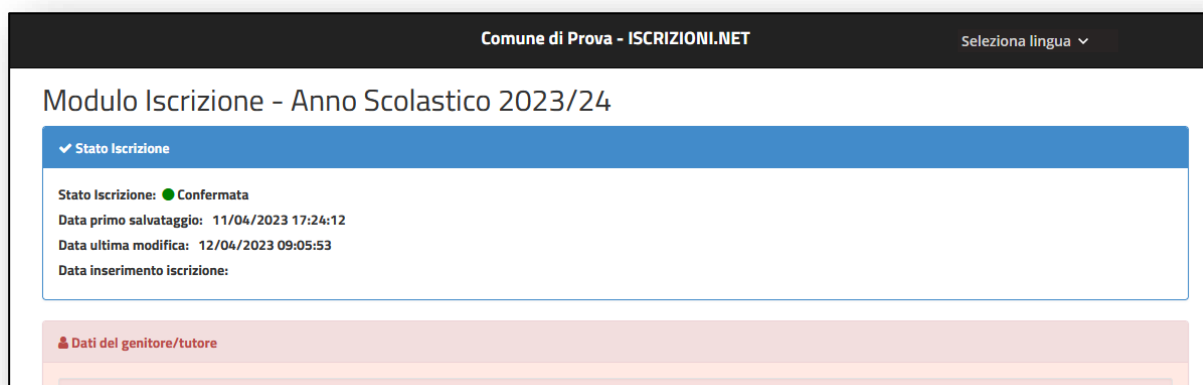 Comune di Prova - ISCRIZIONI.NET
Seleziona lingua
Modulo Iscrizione - Anno Scolastico 2023/24
Stato Iscrizione
Stato Iscrizione: Confermata
Data primo salvataggio: 11/04/2023 17:24:12
Data ultima modifica: 12/04/2023 09:05:53
Data inserimento iscrizione:
Dati del genitore/tutore